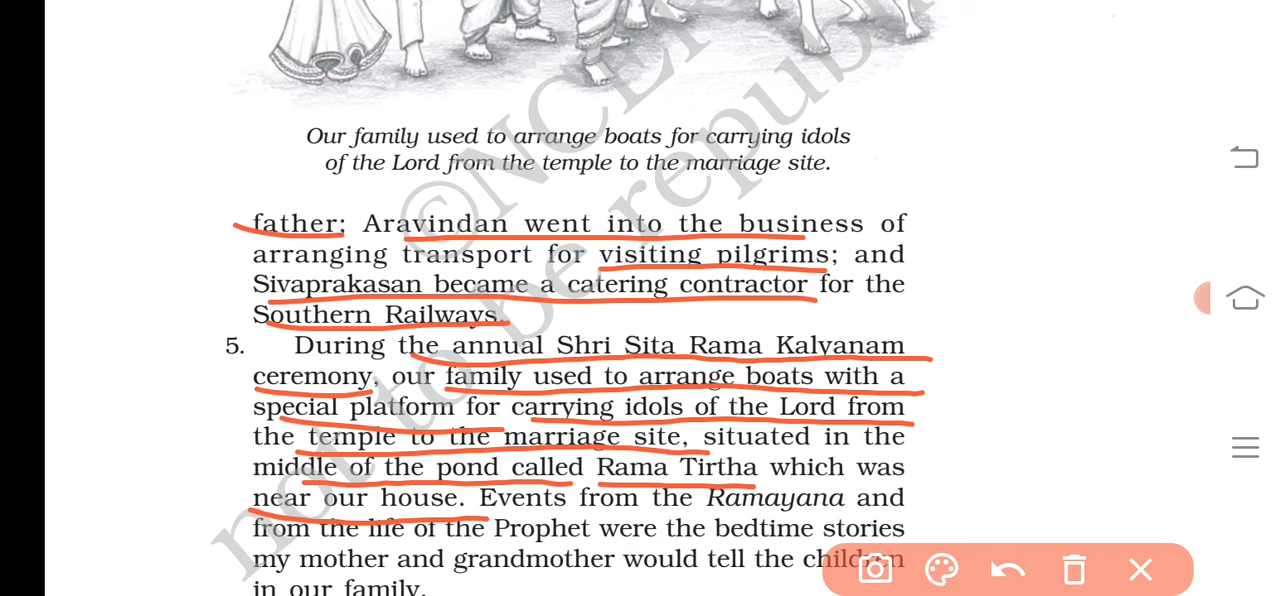 Our family used to arrange boats for carrying idols
of the Lord from the temple to the marriage site.
father; Aravindan went into the business of
arranging transport for visiting pilgrims; and
Sivaprakasan became a catering contractor for the
Southern Railways.
5. During the annual Shri Sita Rama Kalyanam
ceremony, our family used to arrange boats with a
special platform for carrying idols of the Lord from
the temple to the marriage site, situated in the
middle of the pond called Rama Tirtha which was
near our house. Events from the Ramayana and
from the life of the Prophet were the bedtime stories
my mother and grandmother would tell the children
in our family.
©NCE
not to be republ